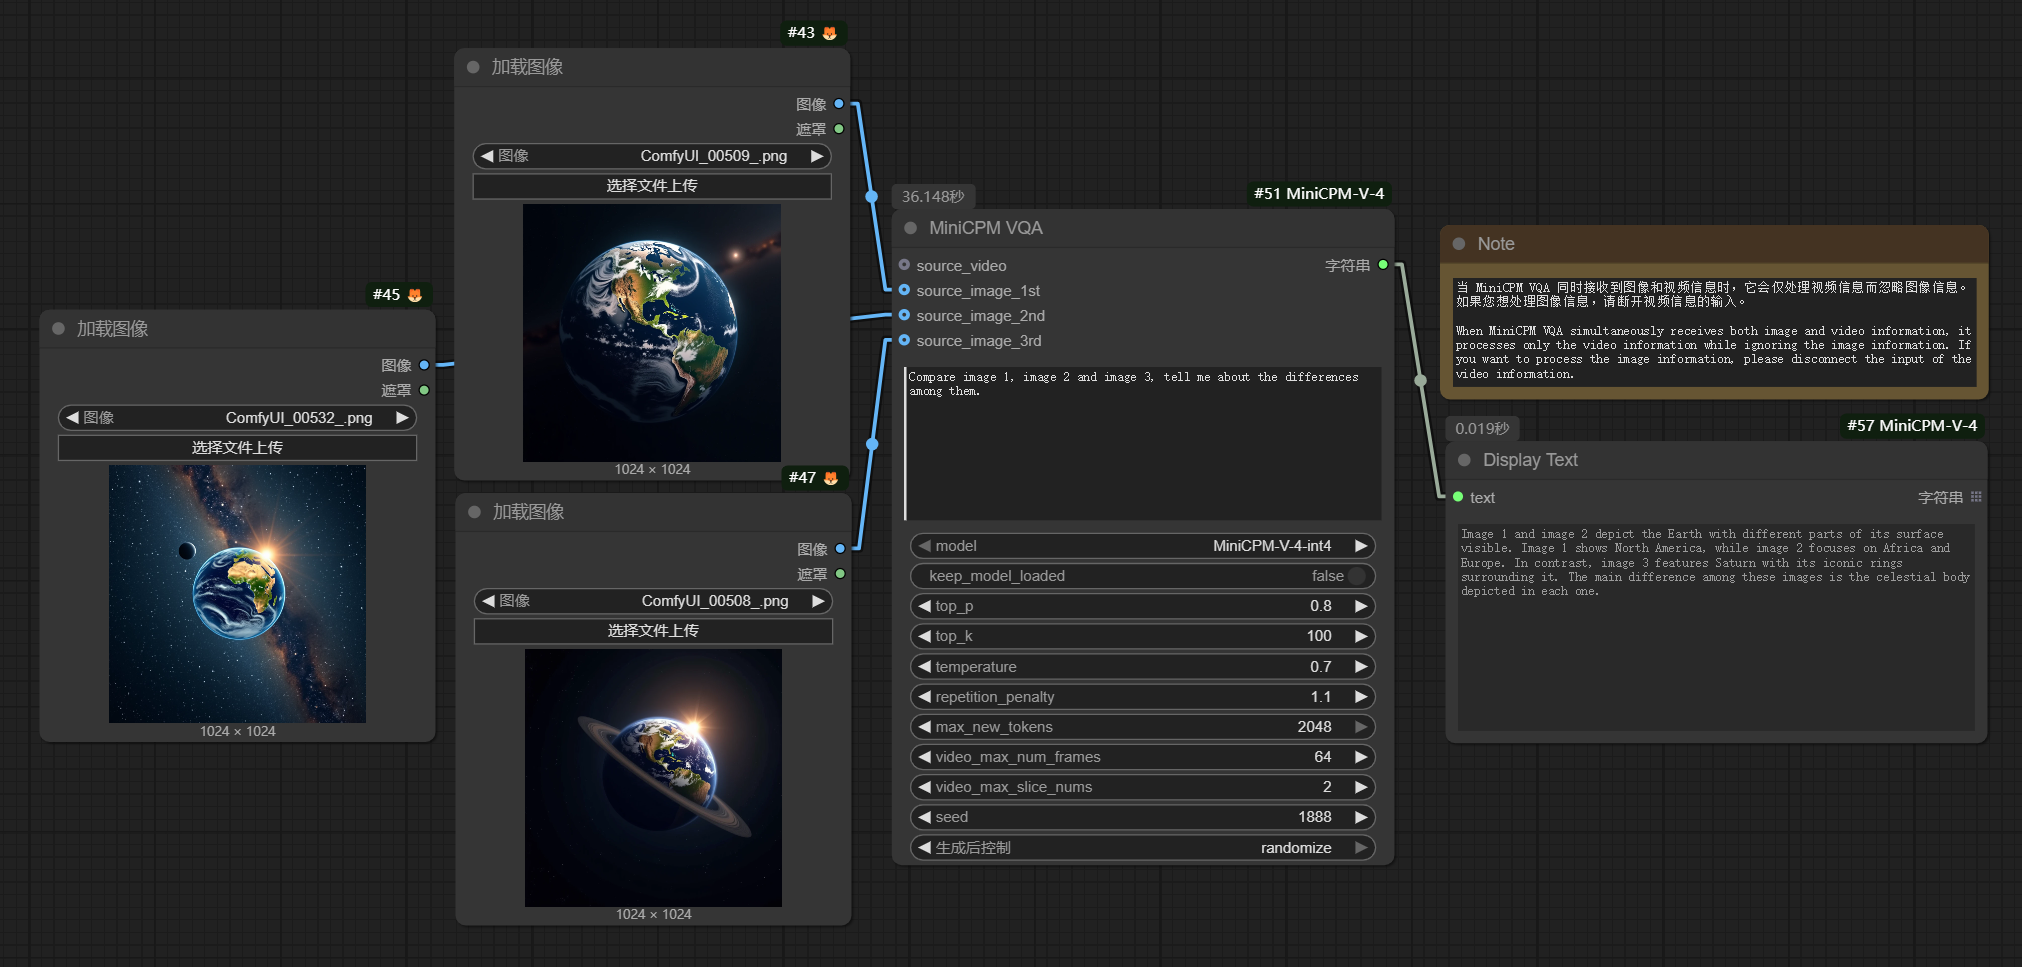 #43
加载图像
图像
遮罩
图像 ComfyUI_00509_.png
选择文件上传
1024 × 1024
#45
加载图像
图像
遮罩
图像 ComfyUI_00532_.png
选择文件上传
1024 × 1024
#47
加载图像
图像
遮罩
图像 ComfyUI_00508_.png
选择文件上传
1024 × 1024
36.148秒
#51 MiniCPM-V-4
MiniCPM VQA
source_video 字符串
source_image_1st
source_image_2nd
source_image_3rd
Compare image 1, image 2 and image 3, tell me about the differences
among them.
model MiniCPM-V-4-int4
keep_model_loaded false
top_p 0.8
top_k 100
temperature 0.7
repetition_penalty 1.1
max_new_tokens 2048
video_max_num_frames 64
video_max_slice_nums 2
seed 1888
生成后控制 randomize
Note
当 MiniCPM VQA 同时接收到图像和视频信息时，它会仅处理视频信息而忽略图像信息。
如果您想处理图像信息，请断开视频信息的输入。
When MiniCPM VQA simultaneously receives both image and video information, it
processes only the video information while ignoring the image information. If
you want to process the image information, please disconnect the input of the
video information.
0.019秒
#57 MiniCPM-V-4
Display Text
text 字符串
Image 1 and image 2 depict the Earth with different parts of its surface
visible. Image 1 shows North America, while image 2 focuses on Africa and
Europe. In contrast, image 3 features Saturn with its iconic rings
surrounding it. The main difference among these images is the celestial body
depicted in each one.